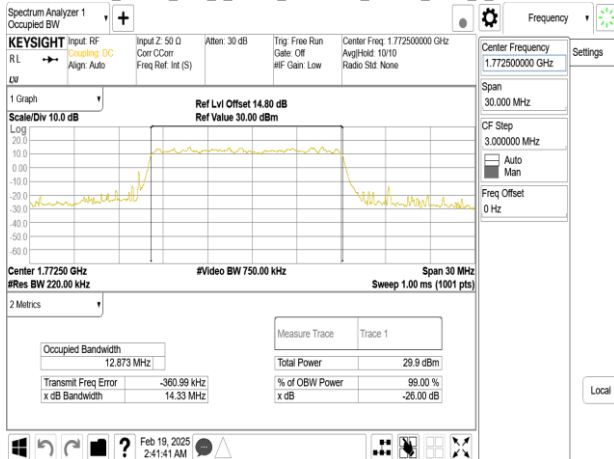 Spectrum Analyzer 1
Occupied BW
Frequency
KEYSIGHT
R L
Input: RF
Coupling: DC
Align: Auto
Input Z: 50 Ω
Corr CCorr
Freq Ref: Int (S)
Atten: 30 dB
Trig: Free Run
Gate: Off
#IF Gain: Low
Center Freq: 1.772500000 GHz
Avg|Hold: 10/10
Radio Std: None
LXI
Center Frequency
1.772500000 GHz
Settings
Span
30.000 MHz
CF Step
3.000000 MHz
Auto
Man
Freq Offset
0 Hz
Local
1 Graph
Scale/Div 10.0 dB
Ref Lvl Offset 14.80 dB
Ref Value 30.00 dBm
Log
20.0
10.0
0.00
-10.0
-20.0
-30.0
-40.0
-50.0
-60.0
Center 1.77250 GHz
#Video BW 750.00 kHz
Span 30 MHz
#Res BW 220.00 kHz
Sweep 1.00 ms (1001 pts)
2 Metrics
Measure Trace
Trace 1
Occupied Bandwidth
12.873 MHz
Total Power
29.9 dBm
Transmit Freq Error
-360.99 kHz
% of OBW Power
99.00 %
x dB Bandwidth
14.33 MHz
x dB
-26.00 dB
?
Feb 19, 2025
2:41:41 AM